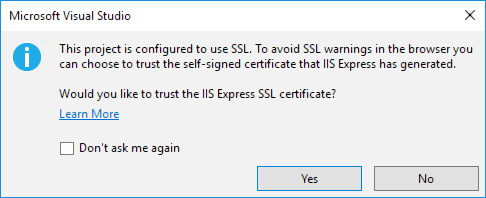 Microsoft Visual Studio
This project is configured to use SSL. To avoid SSL warnings in the browser you
can choose to trust the self-signed certificate that IIS Express has generated.
Would you like to trust the IIS Express SSL certificate?
Learn More
Don't ask me again
Yes
No